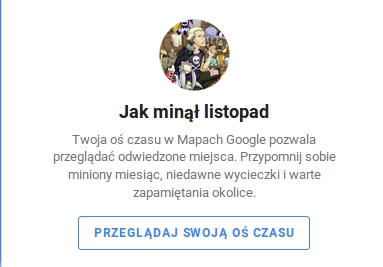 Jak minął listopad
Twoja oś czasu w Mapach Google pozwala
przeglądać odwiedzone miejsca. Przypomnij sobie
miniony miesiąc, niedawne wycieczki i warte
zapamiętania okolice.
PRZEGLĄDAJ SWOJĄ OŚ CZASU